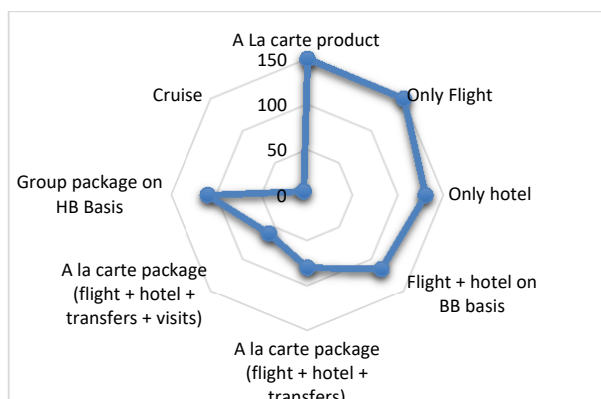 A La carte product
150
100
50
0
Only Flight
Only hotel
Flight + hotel on
BB basis
A la carte package
(flight + hotel +
transfers)
A la carte package
(flight + hotel +
transfers + visits)
Group package on
HB Basis
Cruise